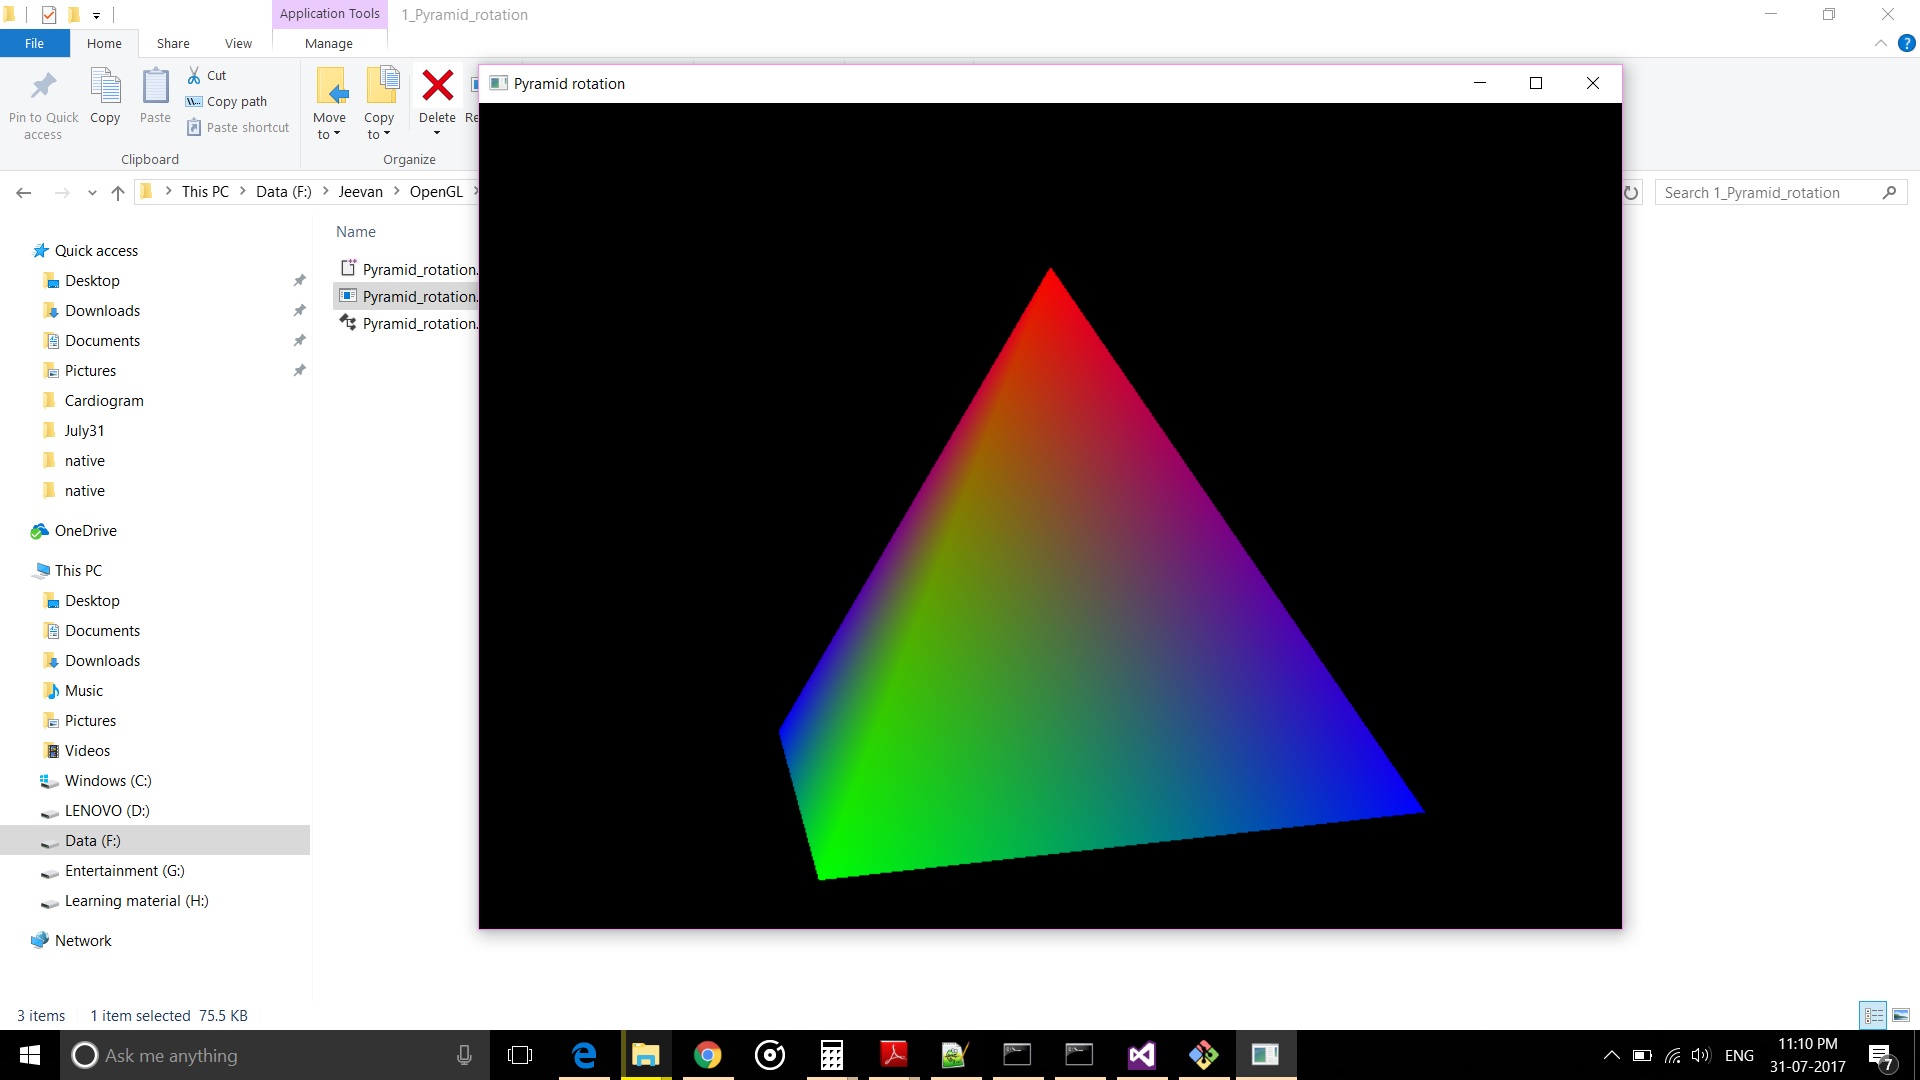 Application Tools
1_Pyramid_rotation
File
Home
Share
View
Manage
Pin to Quick access
Copy
Paste
Cut
Copy path
Paste shortcut
Move to
Copy to
Delete
Re
Clipboard
Organize
Pyramid rotation
This PC
Data (F:)
Jeevan
OpenGL
Search 1_Pyramid_rotation
Name
Pyramid_rotation.
Pyramid_rotation.
Pyramid_rotation.
Quick access
Desktop
Downloads
Documents
Pictures
Cardiogram
July31
native
native
OneDrive
This PC
Desktop
Documents
Downloads
Music
Pictures
Videos
Windows (C:)
LENOVO (D:)
Data (F:)
Entertainment (G:)
Learning material (H:)
Network
3 items
1 item selected 75.5 KB
Ask me anything
ENG
11:10 PM
31-07-2017
7